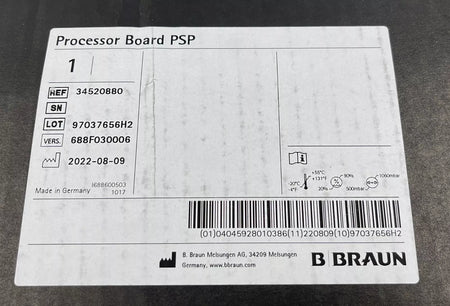 Processor Board PSP
1
REF 34520880
SN
LOT 97037656H2
VERS. 688F030006
2022-08-09
Made in Germany
I688600503
1017
+55°C
+131°F
-20°C
-4°F
90%
20%
1060mbar
500mbar
(01)04045928010386(11)220809(10)97037656H2
B. Braun Melsungen AG, 34209 Melsungen
Germany, www.bbraun.com
B BRAUN